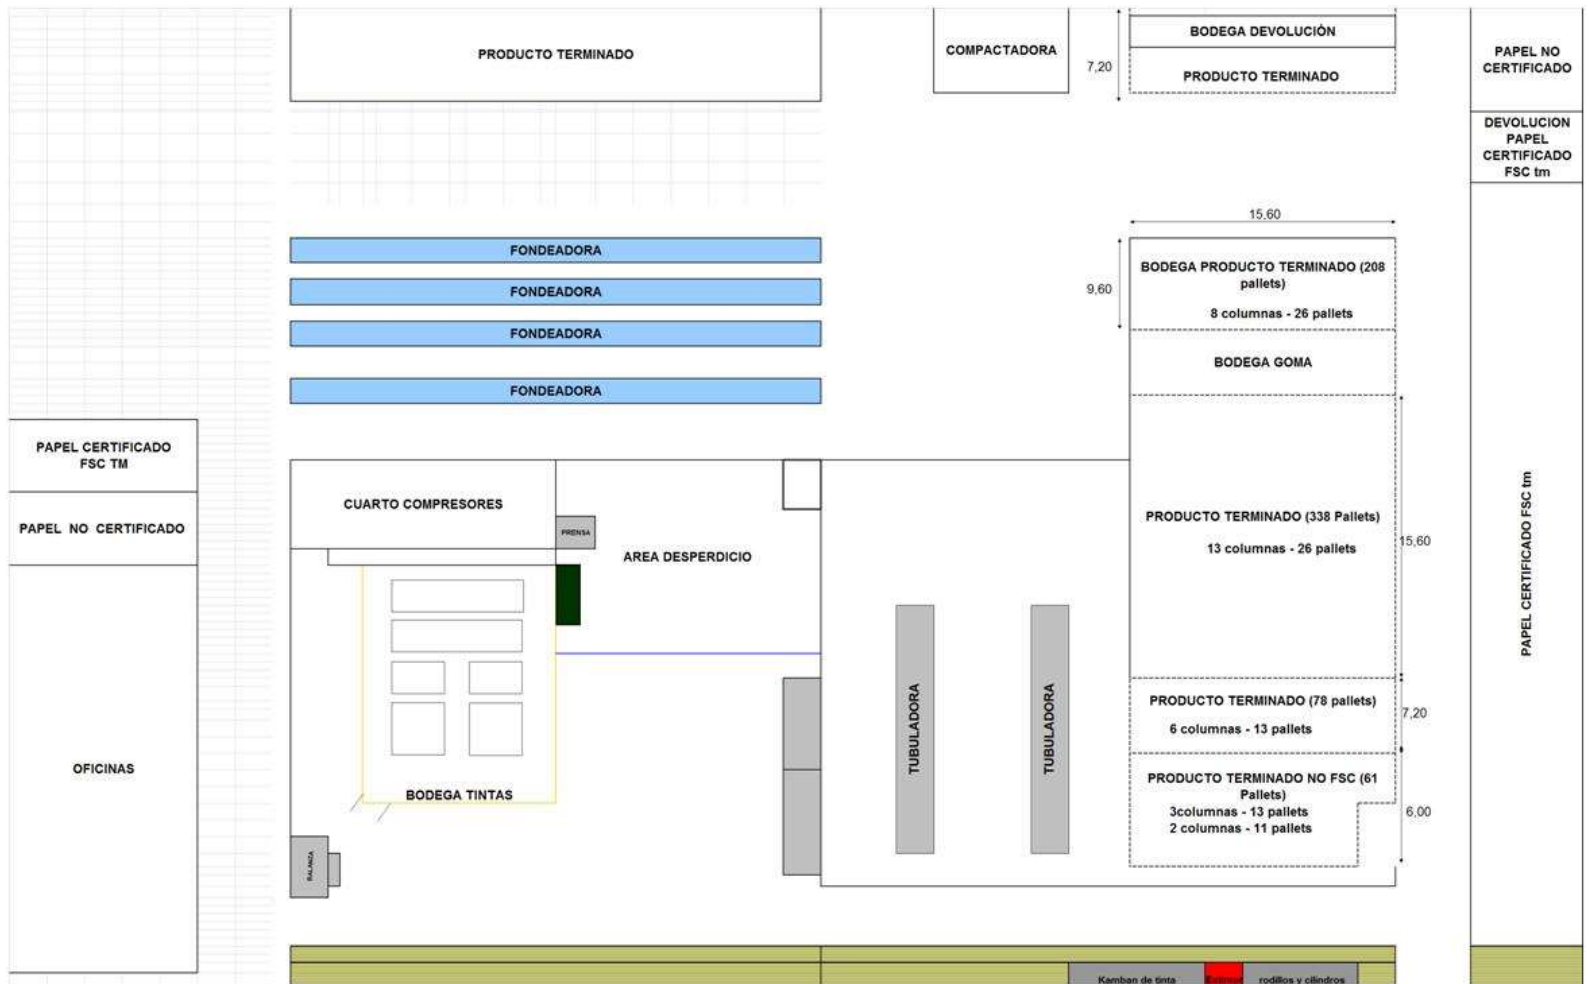 PRODUCTO TERMINADO
COMPACTADORA
7,20
BODEGA DEVOLUCIÓN
PRODUCTO TERMINADO
PAPEL NO
CERTIFICADO
DEVOLUCION
PAPEL
CERTIFICADO
FSC tm
15,60
FONDEADORA
FONDEADORA
FONDEADORA
FONDEADORA
9,60
BODEGA PRODUCTO TERMINADO (208
pallets)
8 columnas - 26 pallets
BODEGA GOMA
PAPEL CERTIFICADO
FSC TM
PAPEL NO CERTIFICADO
OFICINAS
CUARTO COMPRESORES
PRENSA
AREA DESPERDICIO
BODEGA TINTAS
BALANZA
TUBULADORA
TUBULADORA
PRODUCTO TERMINADO (338 Pallets)
13 columnas - 26 pallets
15,60
PRODUCTO TERMINADO (78 pallets)
6 columnas - 13 pallets
7,20
PRODUCTO TERMINADO NO FSC (61
Pallets)
3columnas - 13 pallets
2 columnas - 11 pallets
6,00
PAPEL CERTIFICADO FSC tm
Kamban de tinta
rodillos y cilindros